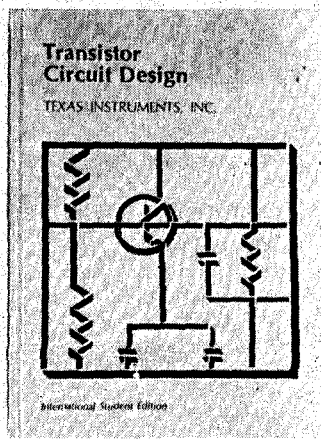 Transistor
Circuit Design
TEXAS INSTRUMENTS, INC.
International Student Edition